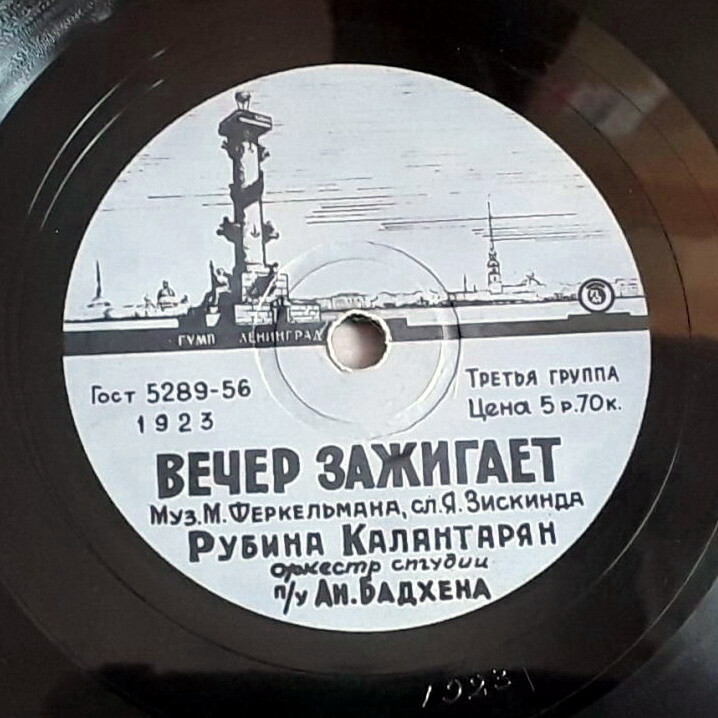 ГУМП ЛЕНИНГРАД
Гост 5289-56
1923
ТРЕТЬЯ ГРУППА
Цена 5 р. 70 к.
ВЕЧЕР ЗАЖИГАЕТ
Муз. М. ФЕРКЕЛЬМАНА, сл. Я. ЗИСКИНДА
РУБИНА КАЛАНТАРЯН
оркестр студии
п/у АН. БАДХЕНА
1923